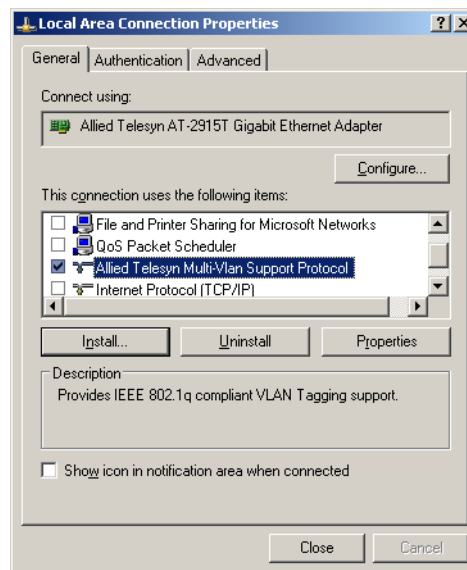 Local Area Connection Properties
General Authentication Advanced
Connect using:
Allied Telesyn AT-2915T Gigabit Ethernet Adapter
Configure...
This connection uses the following items:
File and Printer Sharing for Microsoft Networks
QoS Packet Scheduler
Allied Telesyn Multi-Vlan Support Protocol
Internet Protocol (TCP/IP)
Install... Uninstall Properties
Description
Provides IEEE 802.1q compliant VLAN Tagging support.
Show icon in notification area when connected
Close Cancel